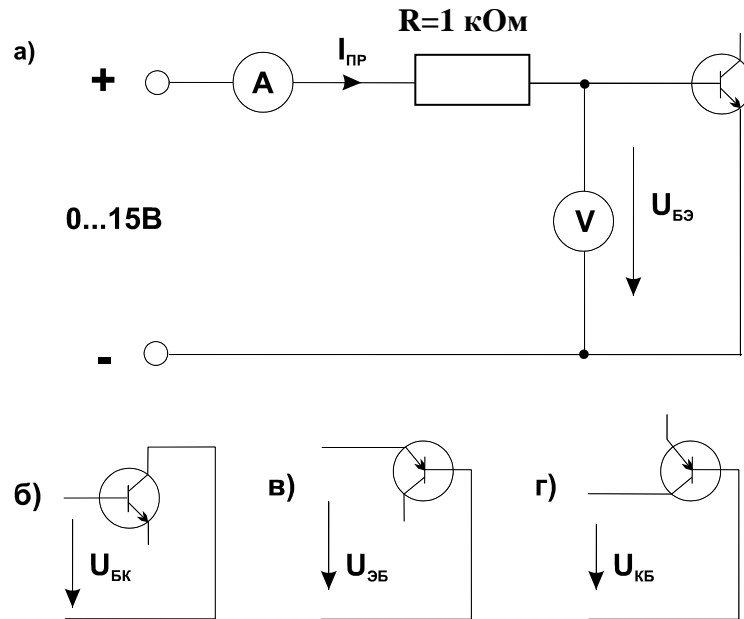 R=1 кОм
а)
IПР
+
A
0...15В
V
UБЭ
-
б)
UБК
в)
UЭБ
г)
UКБ